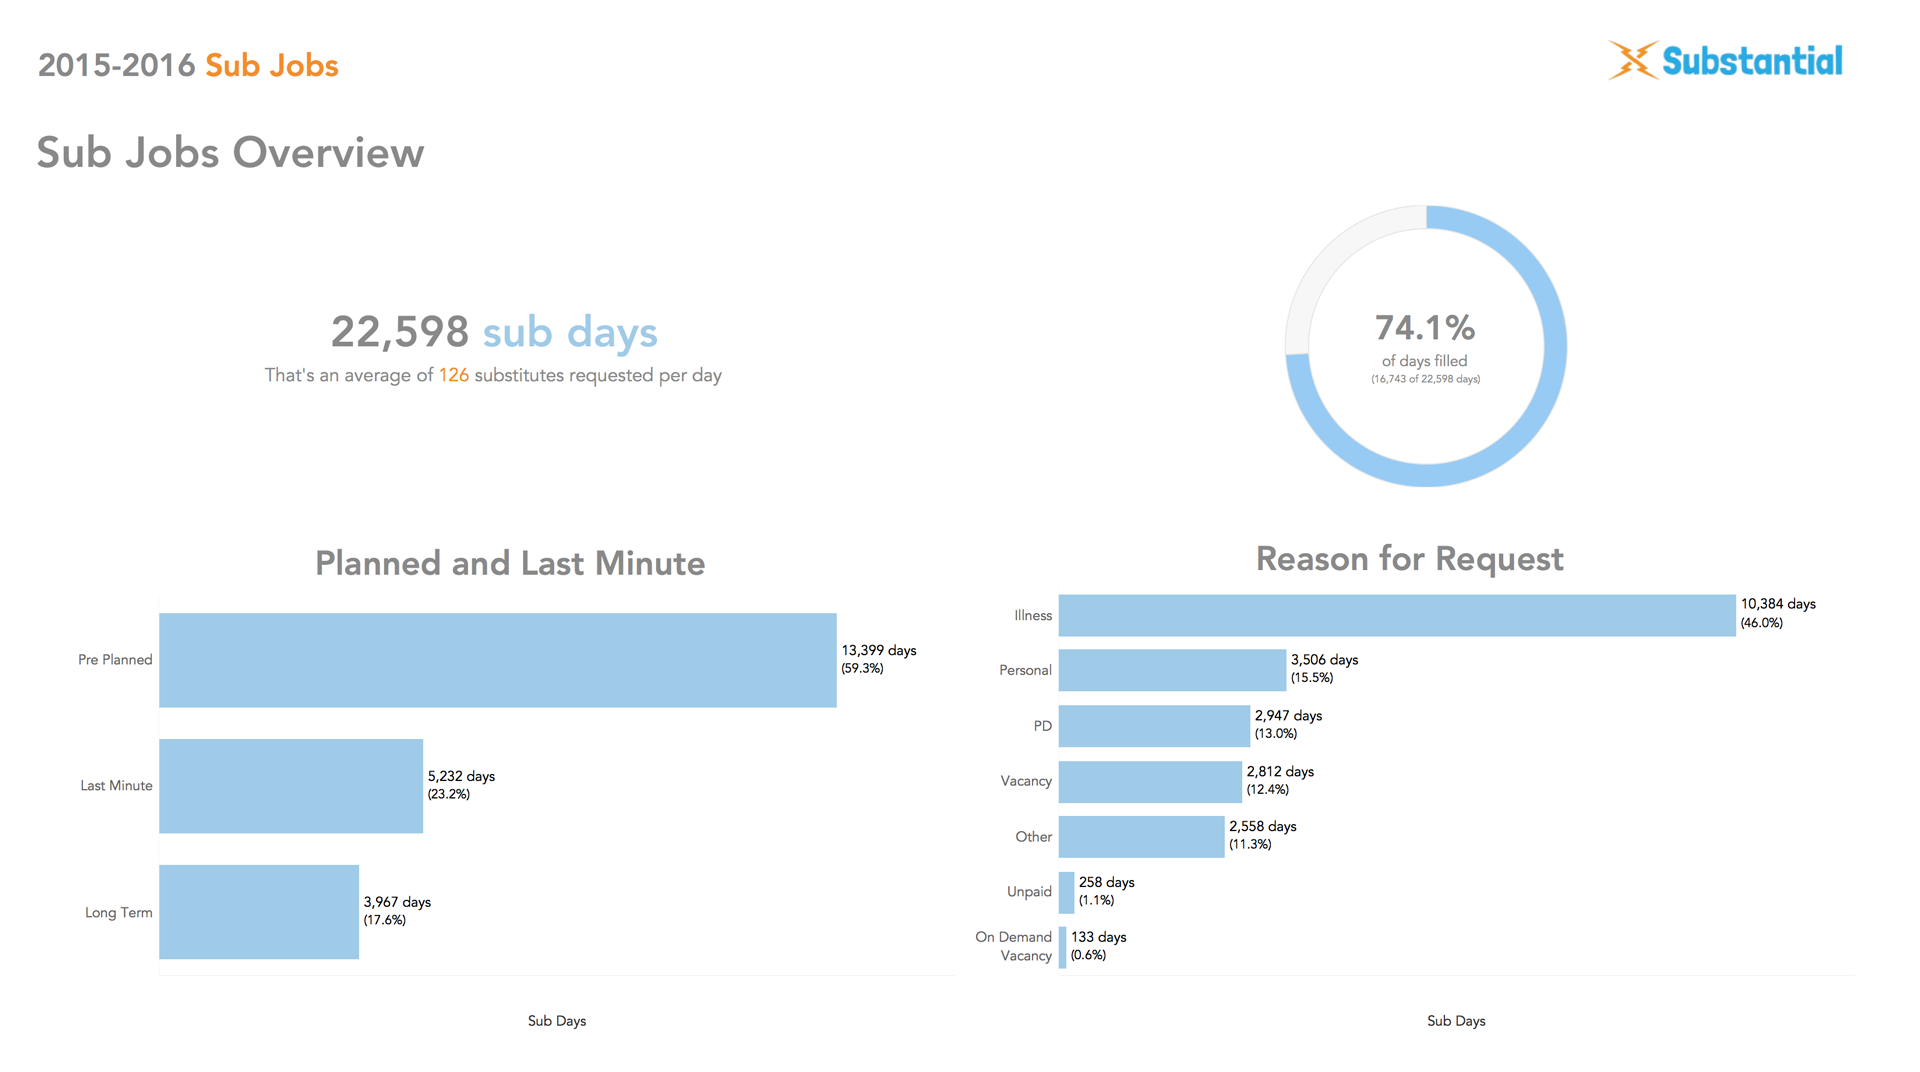 2015-2016 Sub Jobs
Substantial
Sub Jobs Overview
22,598 sub days
That's an average of 126 substitutes requested per day
74.1%
of days filled
(16,743 of 22,598 days)
Planned and Last Minute
Pre Planned
13,399 days
(59.3%)
Last Minute
5,232 days
(23.2%)
Long Term
3,967 days
(17.6%)
Sub Days
Reason for Request
Illness
10,384 days
(46.0%)
Personal
3,506 days
(15.5%)
PD
2,947 days
(13.0%)
Vacancy
2,812 days
(12.4%)
Other
2,558 days
(11.3%)
Unpaid
258 days
(1.1%)
On Demand
Vacancy
133 days
(0.6%)
Sub Days